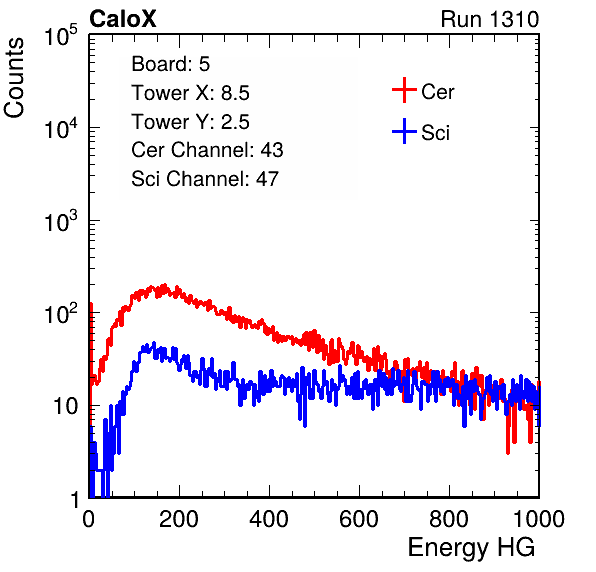 CaloX Run 1310
Counts
10^5
10^4
10^3
10^2
10
1
Board: 5
Tower X: 8.5
Tower Y: 2.5
Cer Channel: 43
Sci Channel: 47
Cer
Sci
0 200 400 600 800 1000
Energy HG